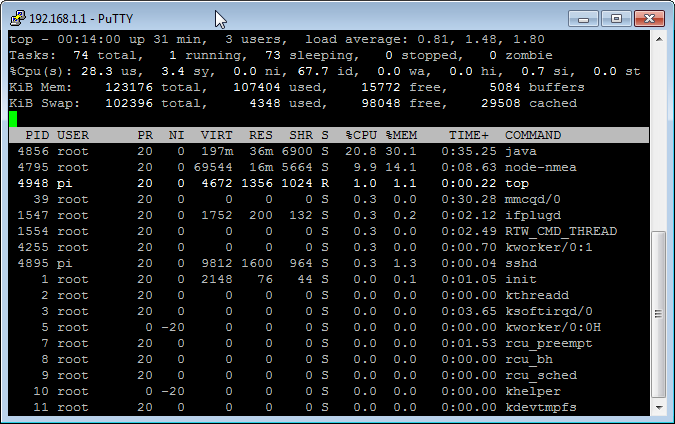 192.168.1.1 - PuTTY
top - 00:14:00 up 31 min,  3 users,  load average: 0.81, 1.48, 1.80
Tasks:  74 total,   1 running,  73 sleeping,   0 stopped,   0 zombie
%Cpu(s): 28.3 us,  3.4 sy,  0.0 ni, 67.7 id,  0.0 wa,  0.0 hi,  0.7 si,  0.0 st
KiB Mem:    123176 total,   107404 used,    15772 free,     5084 buffers
KiB Swap:   102396 total,     4348 used,    98048 free,    29508 cached
  PID USER      PR  NI  VIRT  RES  SHR S  %CPU %MEM    TIME+  COMMAND
 4856 root      20   0  197m  36m 6900 S  20.8 30.1   0:35.25 java
 4795 root      20   0 69544  16m 5664 S   9.9 14.1   0:08.63 node-nmea
 4948 pi        20   0  4672 1356 1024 R   1.0  1.1   0:00.22 top
   39 root      20   0     0    0    0 S   0.3  0.0   0:30.28 mmcqd/0
 1547 root      20   0  1752  200  132 S   0.3  0.2   0:02.12 ifplugd
 1554 root      20   0     0    0    0 S   0.3  0.0   0:02.49 RTW_CMD_THREAD
 4255 root      20   0     0    0    0 S   0.3  0.0   0:00.70 kworker/0:1
 4895 pi        20   0  9812 1600  964 S   0.3  1.3   0:00.04 sshd
    1 root      20   0  2148   76   44 S   0.0  0.1   0:01.05 init
    2 root      20   0     0    0    0 S   0.0  0.0   0:00.00 kthreadd
    3 root      20   0     0    0    0 S   0.0  0.0   0:03.65 ksoftirqd/0
    5 root       0 -20     0    0    0 S   0.0  0.0   0:00.00 kworker/0:0H
    7 root      20   0     0    0    0 S   0.0  0.0   0:01.53 rcu_preempt
    8 root      20   0     0    0    0 S   0.0  0.0   0:00.00 rcu_bh
    9 root      20   0     0    0    0 S   0.0  0.0   0:00.00 rcu_sched
   10 root       0 -20     0    0    0 S   0.0  0.0   0:00.00 khelper
   11 root      20   0     0    0    0 S   0.0  0.0   0:00.00 kdevtmpfs